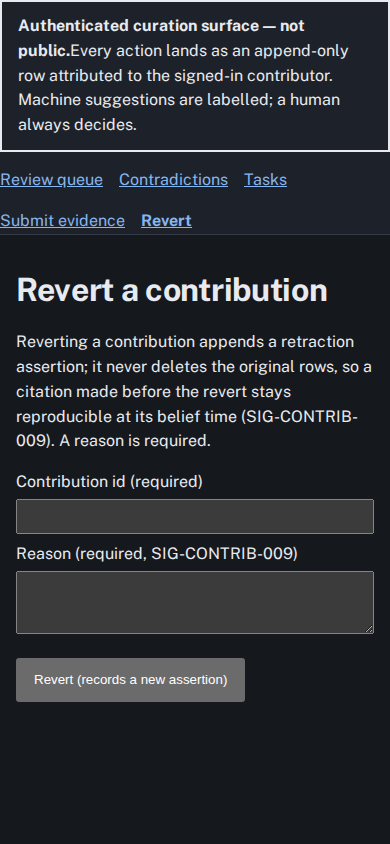 Authenticated curation surface — not
public.Every action lands as an append-only
row attributed to the signed-in contributor.
Machine suggestions are labelled; a human
always decides.
Review queue Contradictions Tasks
Submit evidence Revert
Revert a contribution
Reverting a contribution appends a retraction
assertion; it never deletes the original rows, so a
citation made before the revert stays
reproducible at its belief time (SIG-CONTRIB-
009). A reason is required.
Contribution id (required)
Reason (required, SIG-CONTRIB-009)
Revert (records a new assertion)